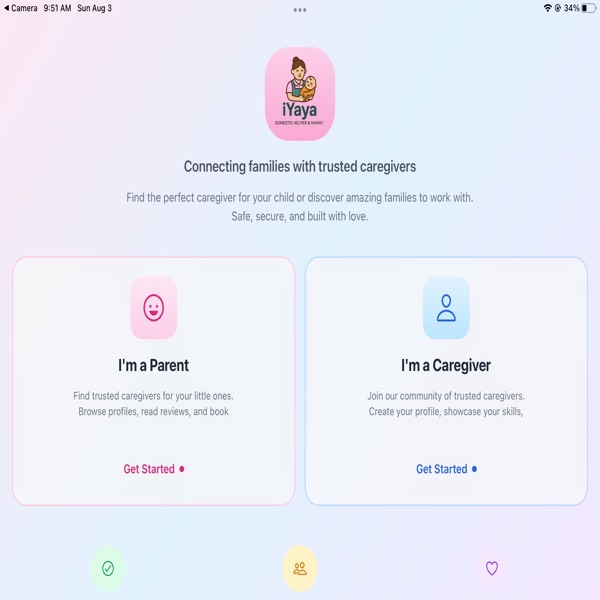 Camera 9:51 AM Sun Aug 3
34%
iYaya
DOMESTIC HELPER & NANNY
Connecting families with trusted caregivers
Find the perfect caregiver for your child or discover amazing families to work with.
Safe, secure, and built with love.
I'm a Parent
Find trusted caregivers for your little ones.
Browse profiles, read reviews, and book
Get Started
I'm a Caregiver
Join our community of trusted caregivers.
Create your profile, showcase your skills,
Get Started